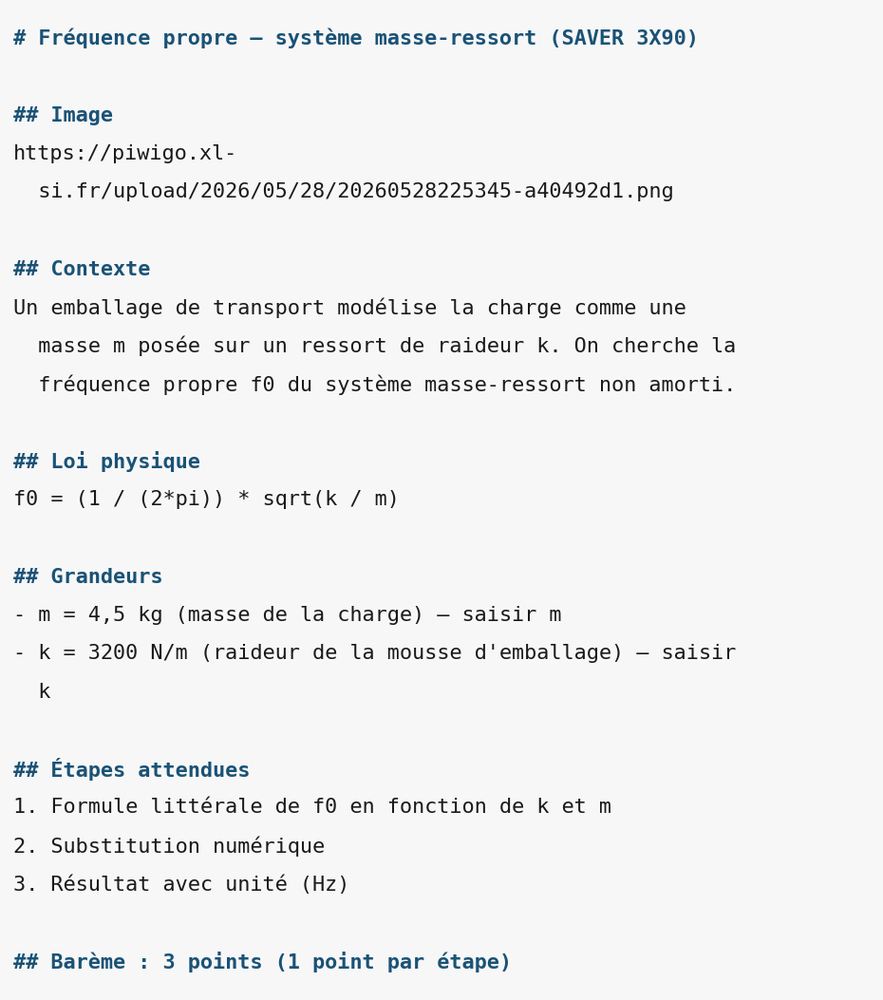 # Fréquence propre — système masse-ressort (SAVER 3X90)
## Image
https://piwigo.xl-
si.fr/upload/2026/05/28/20260528225345-a40492d1.png
## Contexte
Un emballage de transport modélise la charge comme une
masse m posée sur un ressort de raideur k. On cherche la
fréquence propre f0 du système masse-ressort non amorti.
## Loi physique
f0 = (1 / (2*pi)) * sqrt(k / m)
## Grandeurs
- m = 4,5 kg (masse de la charge) — saisir m
- k = 3200 N/m (raideur de la mousse d'emballage) — saisir
k
## Étapes attendues
1. Formule littérale de f0 en fonction de k et m
2. Substitution numérique
3. Résultat avec unité (Hz)
## Barème : 3 points (1 point par étape)